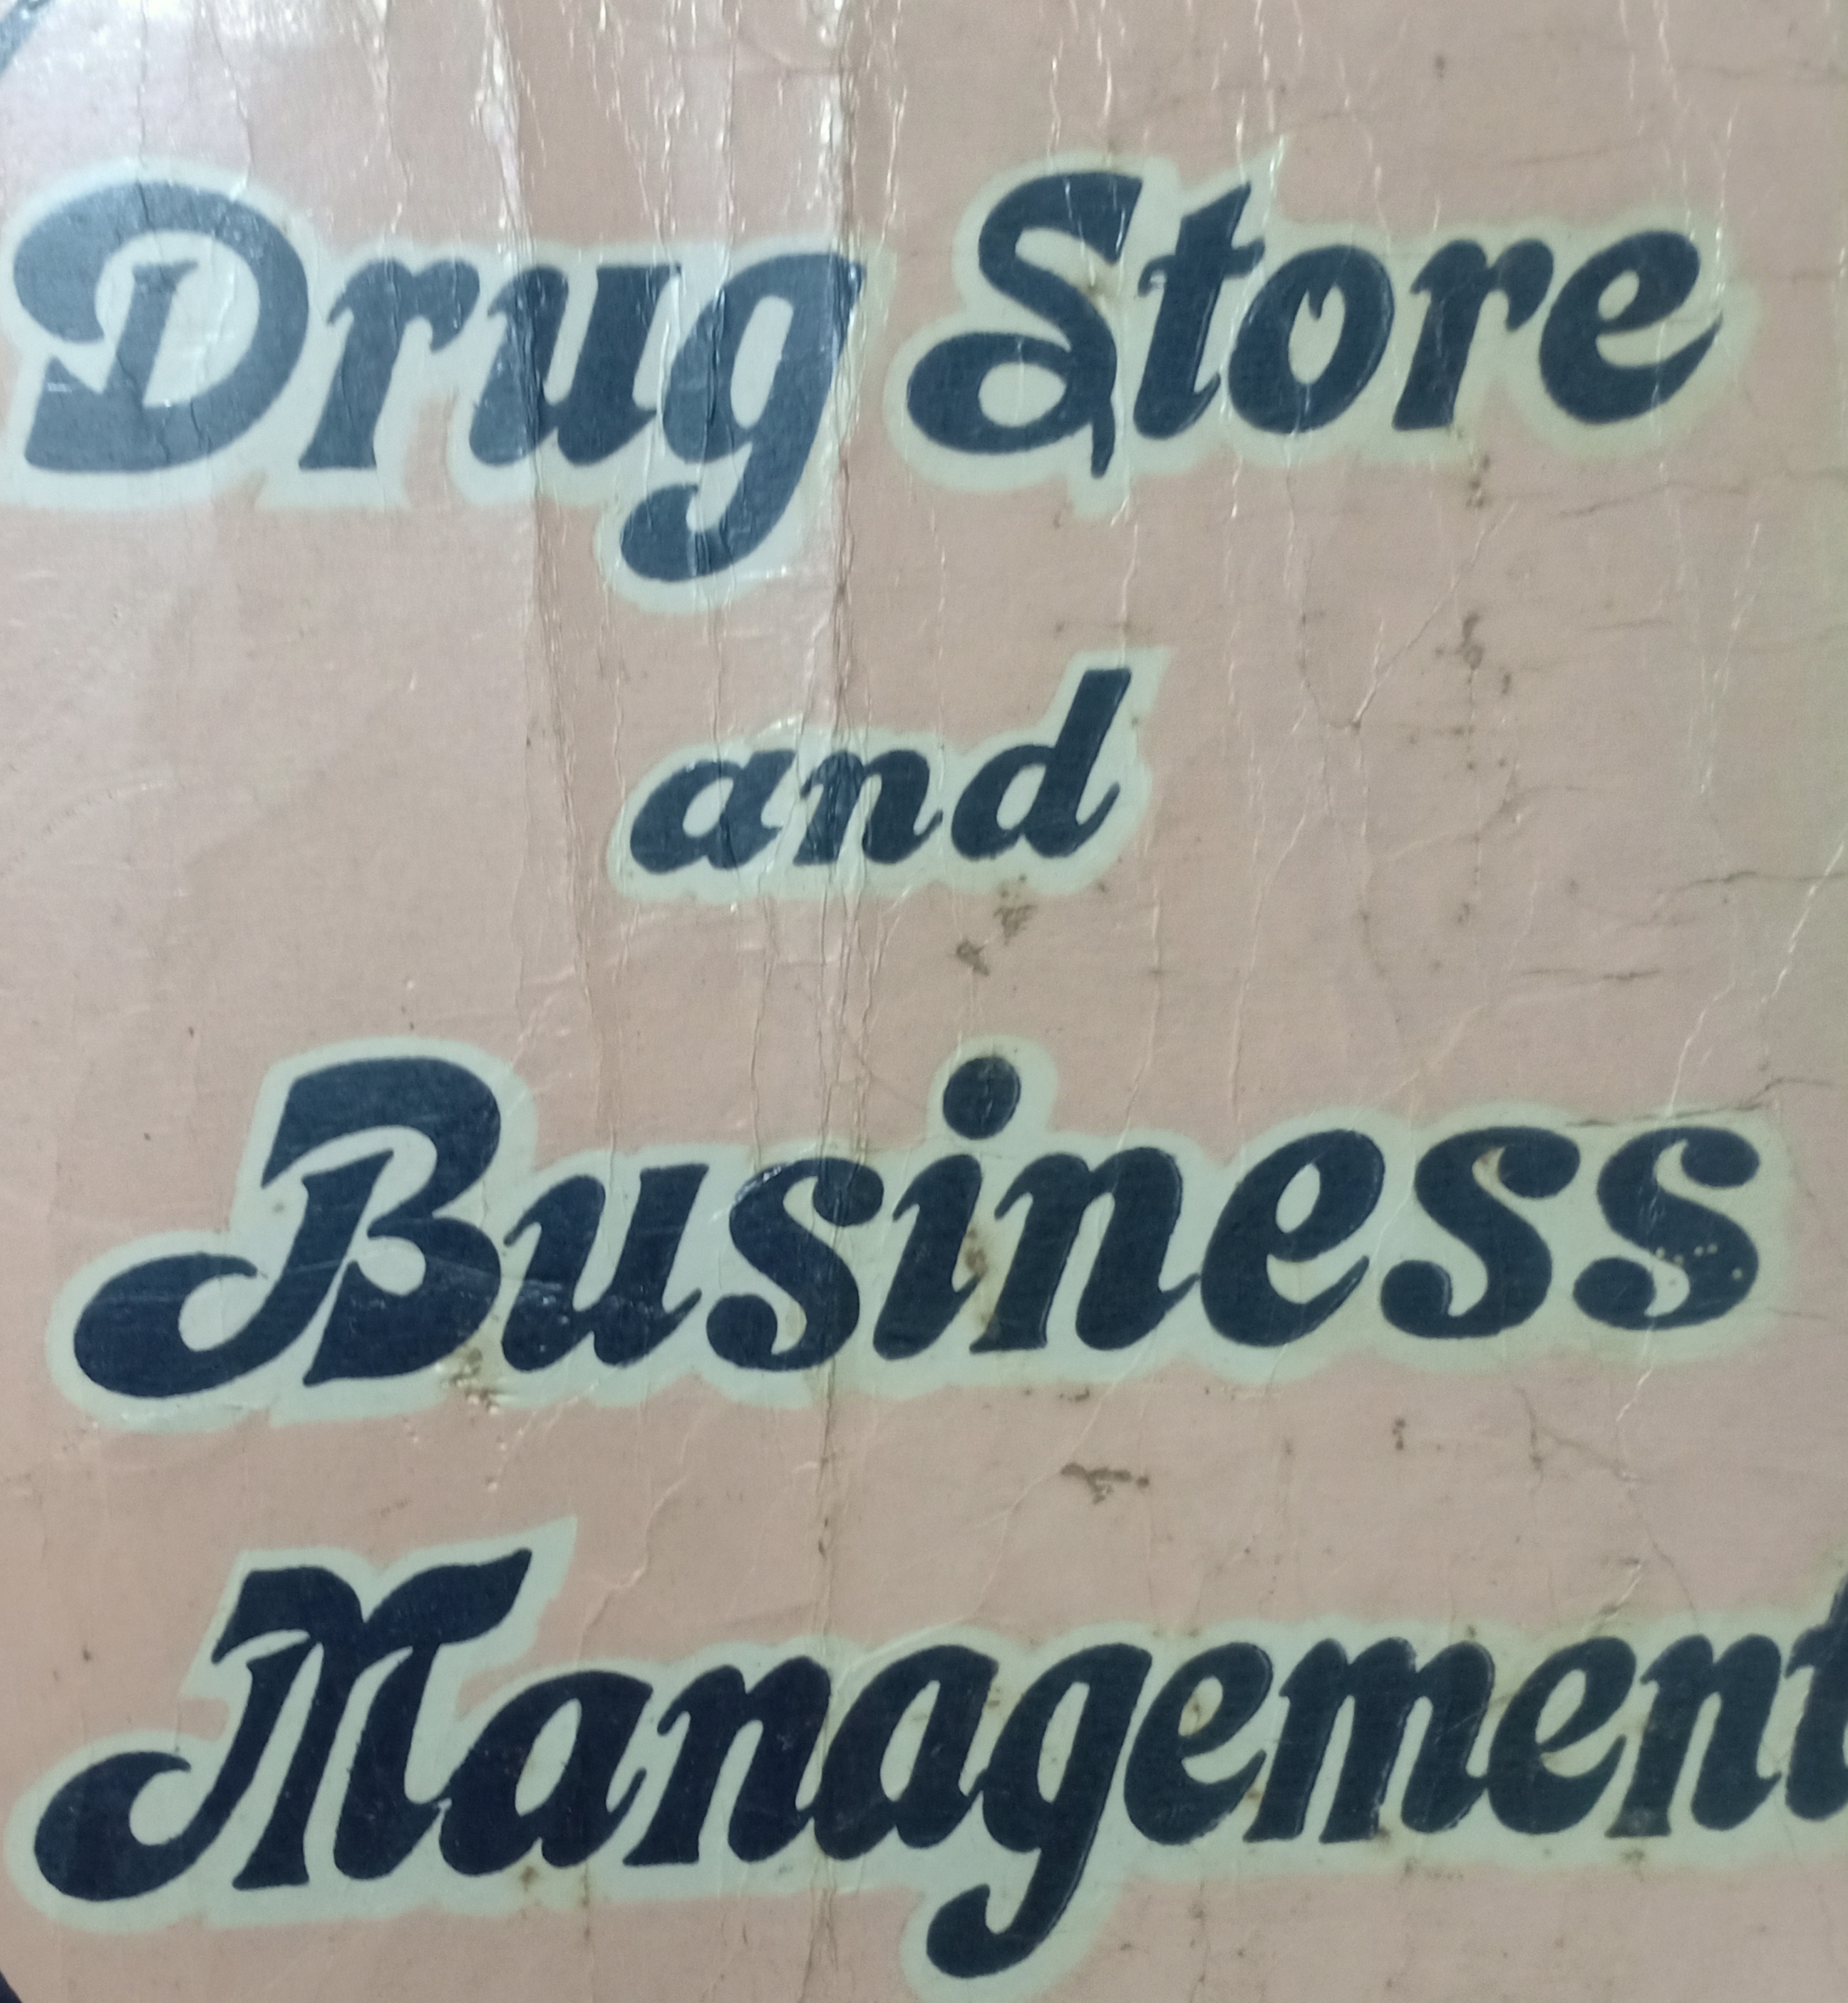 Drug Store
and
Business
Management